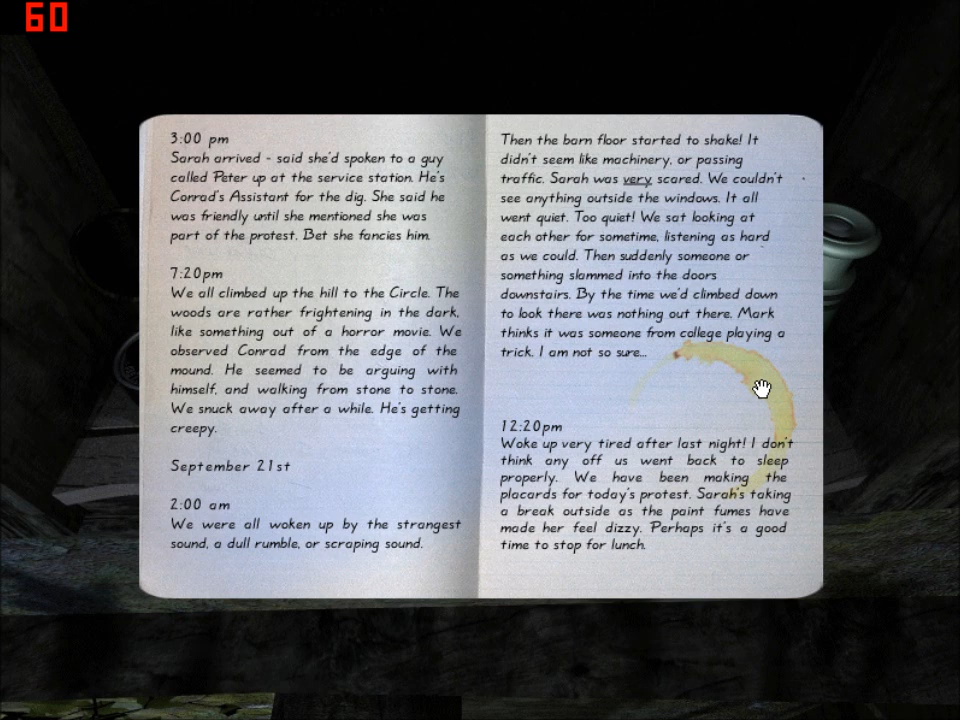 60
3:00 pm
Sarah arrived - said she'd spoken to a guy
called Peter up at the service station. He's
Conrad's Assistant for the dig. She said he
was friendly until she mentioned she was
part of the protest. Bet she fancies him.
7:20pm
We all climbed up the hill to the Circle. The
woods are rather frightening in the dark,
like something out of a horror movie. We
observed Conrad from the edge of the
mound. He seemed to be arguing with
himself, and walking from stone to stone.
We snuck away after a while. He's getting
creepy.
September 21st
2:00 am
We were all woken up by the strangest
sound, a dull rumble, or scraping sound.
Then the barn floor started to shake! It
didn't seem like machinery, or passing
traffic. Sarah was very scared. We couldn't
see anything outside the windows. It all
went quiet. Too quiet! We sat looking at
each other for sometime, listening as hard
as we could. Then suddenly someone or
something slammed into the doors
downstairs. By the time we'd climbed down
to look there was nothing out there. Mark
thinks it was someone from college playing a
trick. I am not so sure...
12:20pm
Woke up very tired after last night! I don't
think any off us went back to sleep
properly. We have been making the
placards for today's protest. Sarah's taking
a break outside as the paint fumes have
made her feel dizzy. Perhaps it's a good
time to stop for lunch.